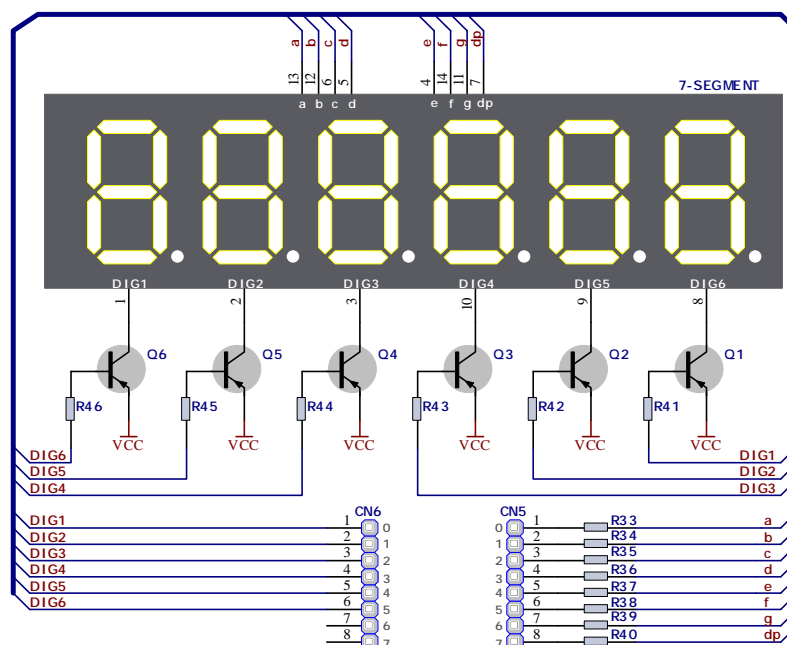 a b c d e f g dp
13 12 6 5 4 14 11 7
7-SEGMENT
a b c d e f g dp
DIG1 DIG2 DIG3 DIG4 DIG5 DIG6
1 2 3 10 9 8
Q6 Q5 Q4 Q3 Q2 Q1
R46 R45 R44 R43 R42 R41
VCC VCC VCC VCC VCC VCC
DIG6 DIG1
DIG5 DIG2
DIG4 DIG3
CN6 CN5
DIG1 1 0 0 1 R33 a
DIG2 2 1 1 2 R34 b
DIG3 3 2 2 3 R35 c
DIG4 4 3 3 4 R36 d
DIG5 5 4 4 5 R37 e
DIG6 6 5 5 6 R38 f
7 6 6 7 R39 g
8 7 7 8 R40 dp